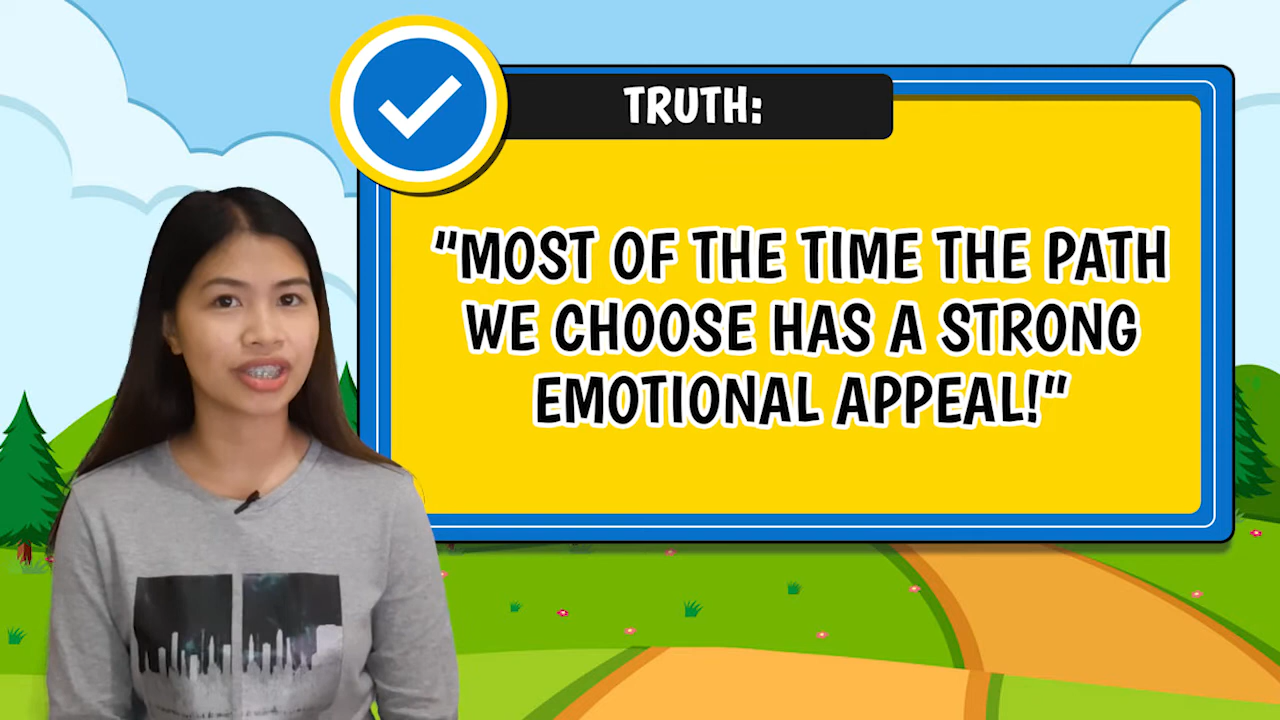 TRUTH:
"MOST OF THE TIME THE PATH
WE CHOOSE HAS A STRONG
EMOTIONAL APPEAL!"